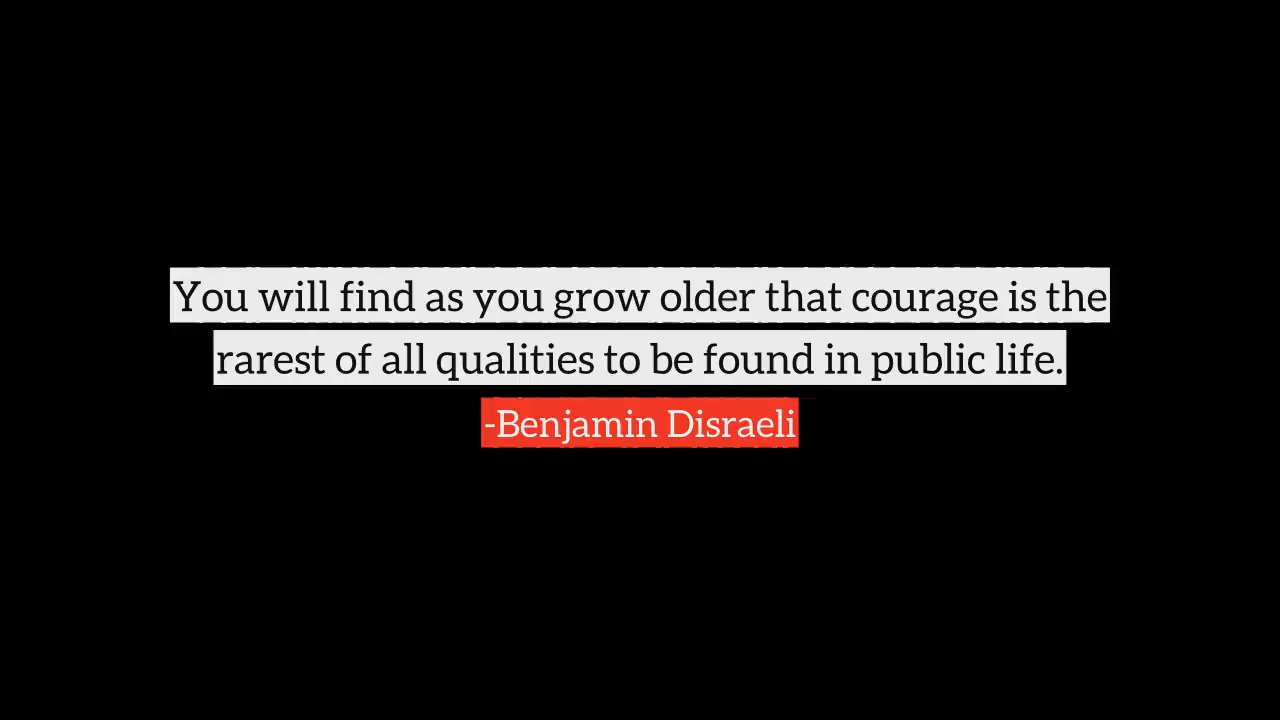 You will find as you grow older that courage is the
rarest of all qualities to be found in public life.
-Benjamin Disraeli